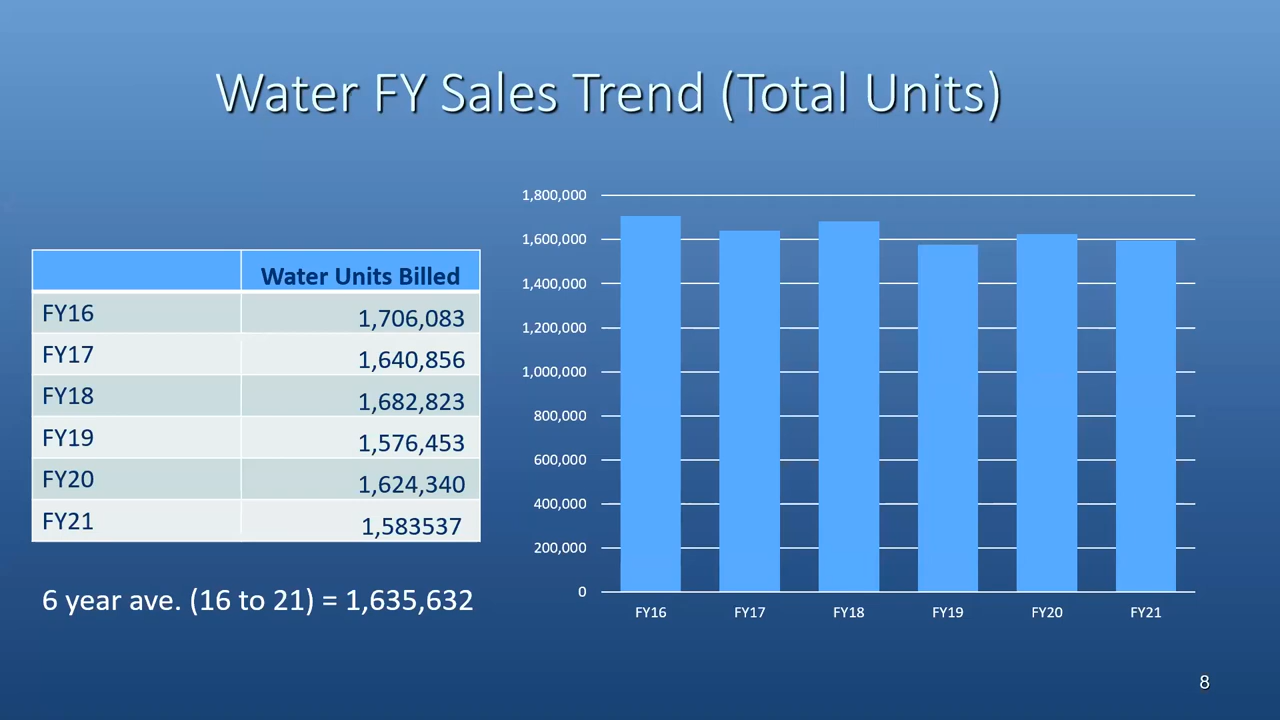 Water FY Sales Trend (Total Units)
Water Units Billed
FY16 1,706,083
FY17 1,640,856
FY18 1,682,823
FY19 1,576,453
FY20 1,624,340
FY21 1,583537
6 year ave. (16 to 21) = 1,635,632
1,800,000
1,600,000
1,400,000
1,200,000
1,000,000
800,000
600,000
400,000
200,000
0
FY16 FY17 FY18 FY19 FY20 FY21
8